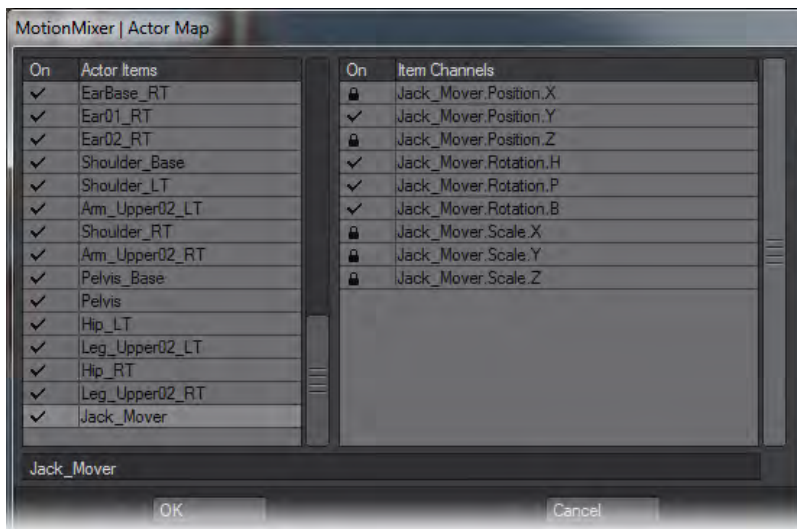 MotionMixer | Actor Map
On Actor Items
EarBase_RT
Ear01_RT
Ear02_RT
Shoulder_Base
Shoulder_LT
Arm_Upper02_LT
Shoulder_RT
Arm_Upper02_RT
Pelvis_Base
Pelvis
Hip_LT
Leg_Upper02_LT
Hip_RT
Leg_Upper02_RT
Jack_Mover
On Item Channels
Jack_Mover.Position.X
Jack_Mover.Position.Y
Jack_Mover.Position.Z
Jack_Mover.Rotation.H
Jack_Mover.Rotation.P
Jack_Mover.Rotation.B
Jack_Mover.Scale.X
Jack_Mover.Scale.Y
Jack_Mover.Scale.Z
Jack_Mover
OK Cancel